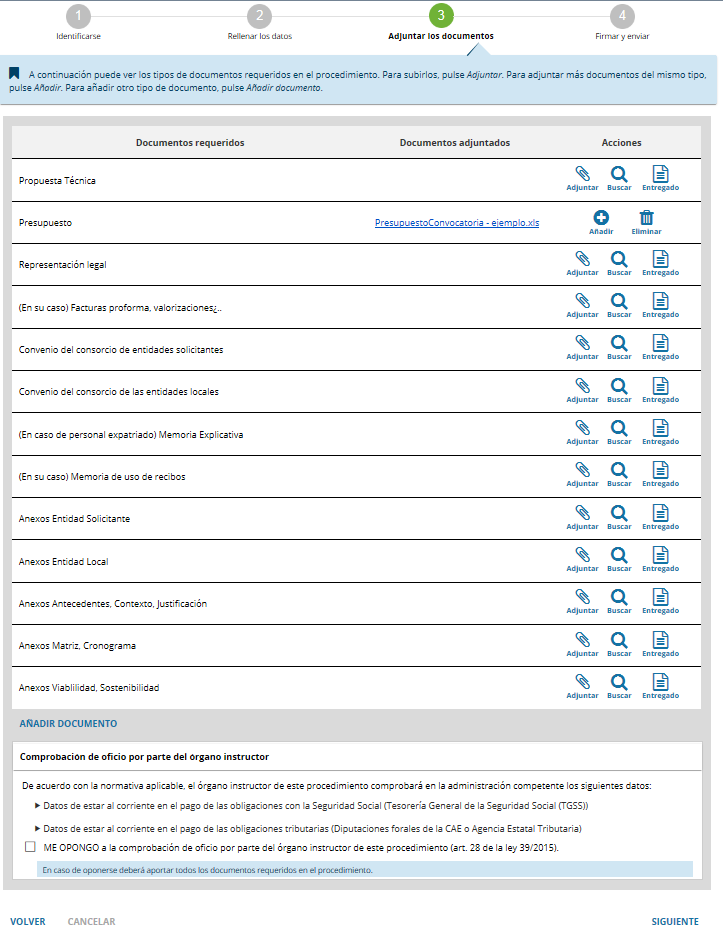 1 2 3 4
Identificarse Rellenar los datos Adjuntar los documentos Firmar y enviar
A continuación puede ver los tipos de documentos requeridos en el procedimiento. Para subirlos, pulse Adjuntar. Para adjuntar más documentos del mismo tipo,
pulse Añadir. Para añadir otro tipo de documento, pulse Añadir documento.
Documentos requeridos Documentos adjuntados Acciones
Propuesta Técnica Adjuntar Buscar Entregado
Presupuesto PresupuestoConvocatoria - ejemplo.xls Añadir Eliminar
Representación legal Adjuntar Buscar Entregado
(En su caso) Facturas proforma, valorizaciones¿.. Adjuntar Buscar Entregado
Convenio del consorcio de entidades solicitantes Adjuntar Buscar Entregado
Convenio del consorcio de las entidades locales Adjuntar Buscar Entregado
(En caso de personal expatriado) Memoria Explicativa Adjuntar Buscar Entregado
(En su caso) Memoria de uso de recibos Adjuntar Buscar Entregado
Anexos Entidad Solicitante Adjuntar Buscar Entregado
Anexos Entidad Local Adjuntar Buscar Entregado
Anexos Antecedentes, Contexto, Justificación Adjuntar Buscar Entregado
Anexos Matriz, Cronograma Adjuntar Buscar Entregado
Anexos Viablilidad, Sostenibilidad Adjuntar Buscar Entregado
AÑADIR DOCUMENTO
Comprobación de oficio por parte del órgano instructor
De acuerdo con la normativa aplicable, el órgano instructor de este procedimiento comprobará en la administración competente los siguientes datos:
Datos de estar al corriente en el pago de las obligaciones con la Seguridad Social (Tesorería General de la Seguridad Social (TGSS))
Datos de estar al corriente en el pago de las obligaciones tributarias (Diputaciones forales de la CAE o Agencia Estatal Tributaria)
ME OPONGO a la comprobación de oficio por parte del órgano instructor de este procedimiento (art. 28 de la ley 39/2015).
En caso de oponerse deberá aportar todos los documentos requeridos en el procedimiento.
VOLVER CANCELAR SIGUIENTE